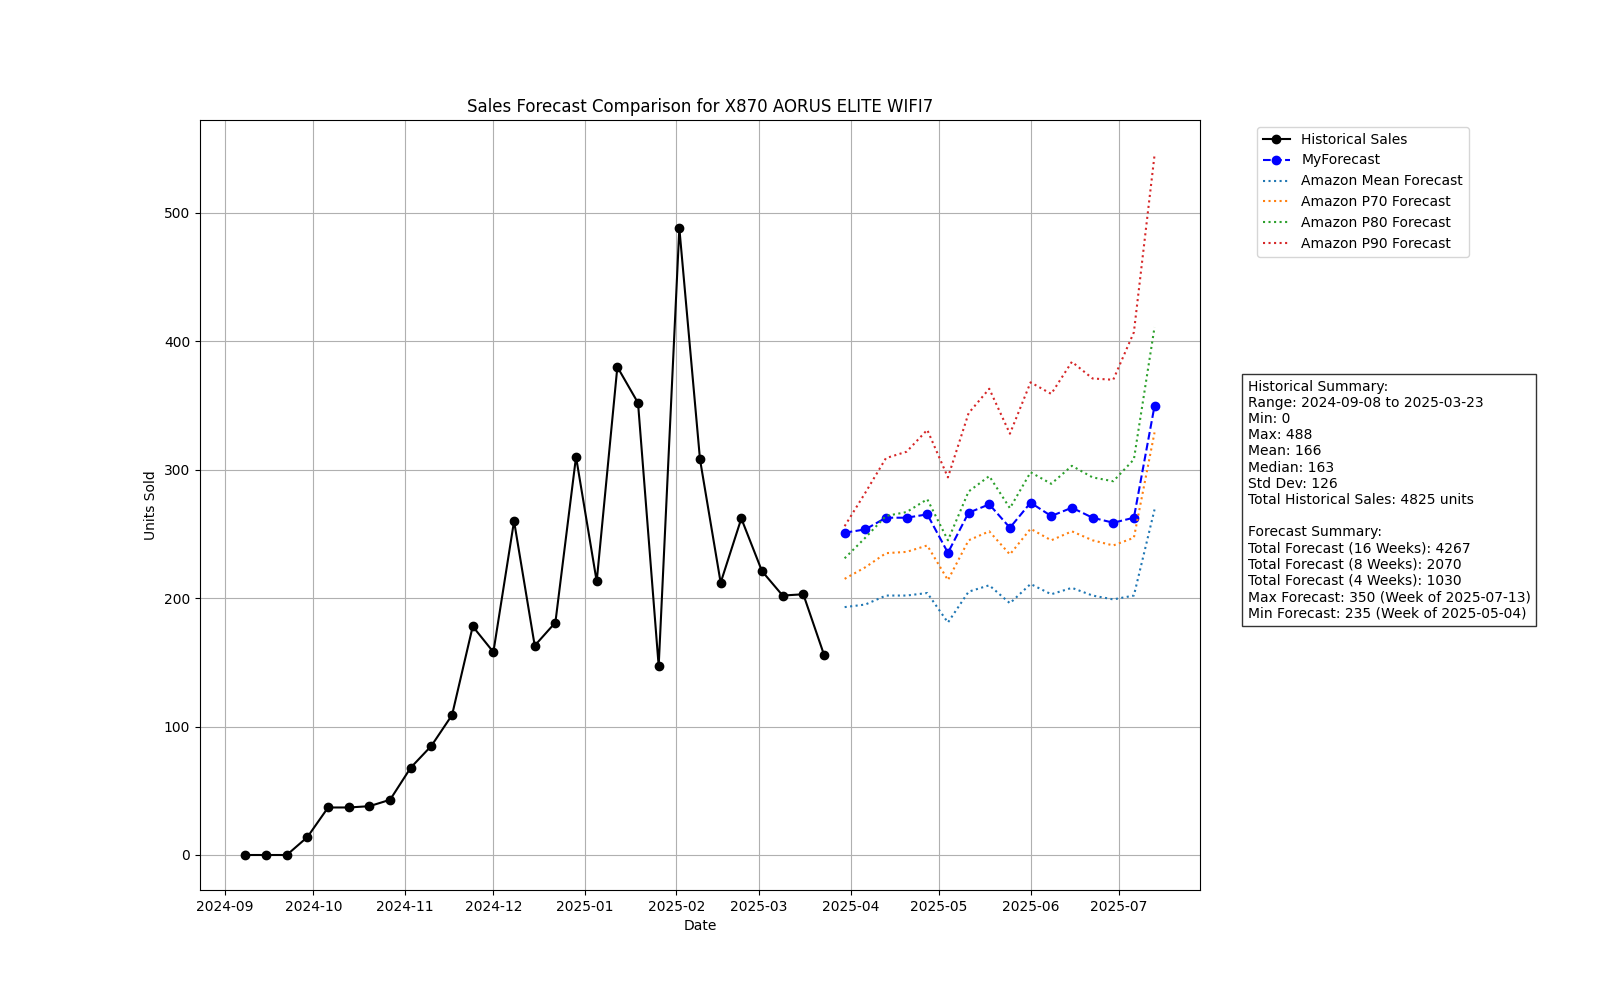 Sales Forecast Comparison for X870 AORUS ELITE WIFI7
Units Sold
500
400
300
200
100
0
2024-09 2024-10 2024-11 2024-12 2025-01 2025-02 2025-03 2025-04 2025-05 2025-06 2025-07
Date
Historical Sales
MyForecast
Amazon Mean Forecast
Amazon P70 Forecast
Amazon P80 Forecast
Amazon P90 Forecast
Historical Summary:
Range: 2024-09-08 to 2025-03-23
Min: 0
Max: 488
Mean: 166
Median: 163
Std Dev: 126
Total Historical Sales: 4825 units
Forecast Summary:
Total Forecast (16 Weeks): 4267
Total Forecast (8 Weeks): 2070
Total Forecast (4 Weeks): 1030
Max Forecast: 350 (Week of 2025-07-13)
Min Forecast: 235 (Week of 2025-05-04)